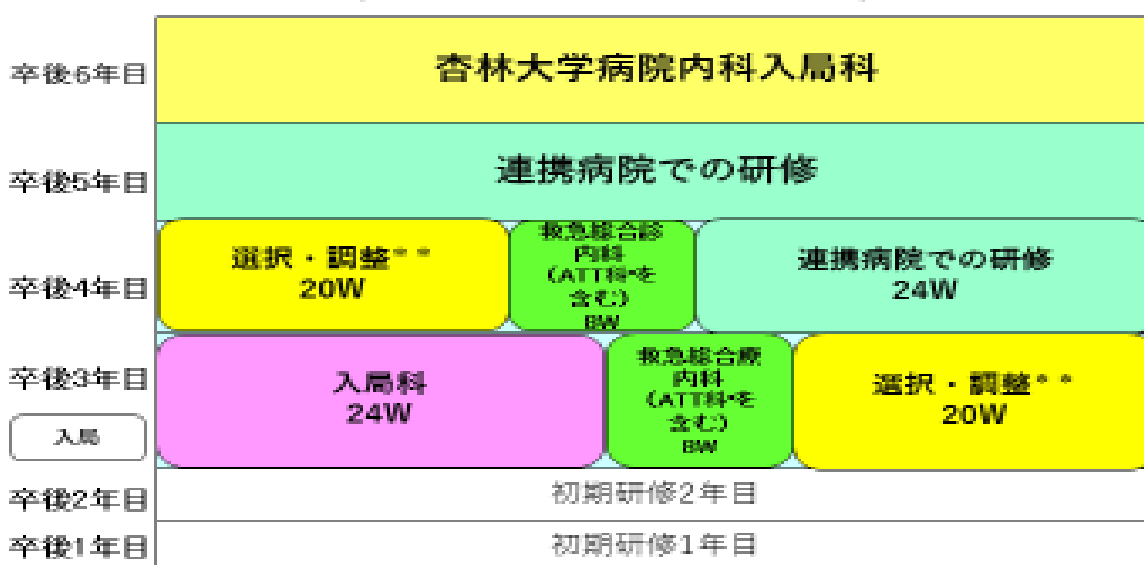 卒後6年目
杏林大学病院内科入局科
卒後5年目
連携病院での研修
卒後4年目
選択・調整**
20W
救急総合診
内科
(ATT科*を
含む)
8W
連携病院での研修
24W
卒後3年目
入局
入局科
24W
救急総合療
内科
(ATT科*を
含む)
8W
選択・調整**
20W
卒後2年目
初期研修2年目
卒後1年目
初期研修1年目